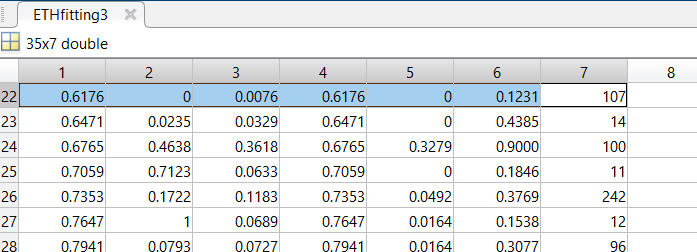 ETHfitting3
35x7 double
1 2 3 4 5 6 7 8
22 0.6176 0 0.0076 0.6176 0 0.1231 107
23 0.6471 0.0235 0.0329 0.6471 0 0.4385 14
24 0.6765 0.4638 0.3618 0.6765 0.3279 0.9000 100
25 0.7059 0.7123 0.0633 0.7059 0 0.1846 11
26 0.7353 0.1722 0.1183 0.7353 0.0492 0.3769 242
27 0.7647 1 0.0689 0.7647 0.0164 0.1538 12
28 0.7941 0.0793 0.0727 0.7941 0.0164 0.3077 96